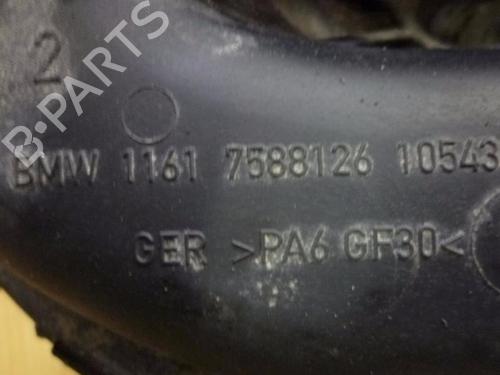 2
B-PARTS
BMW 1161 7588126 10543
GER >PA6 GF30<